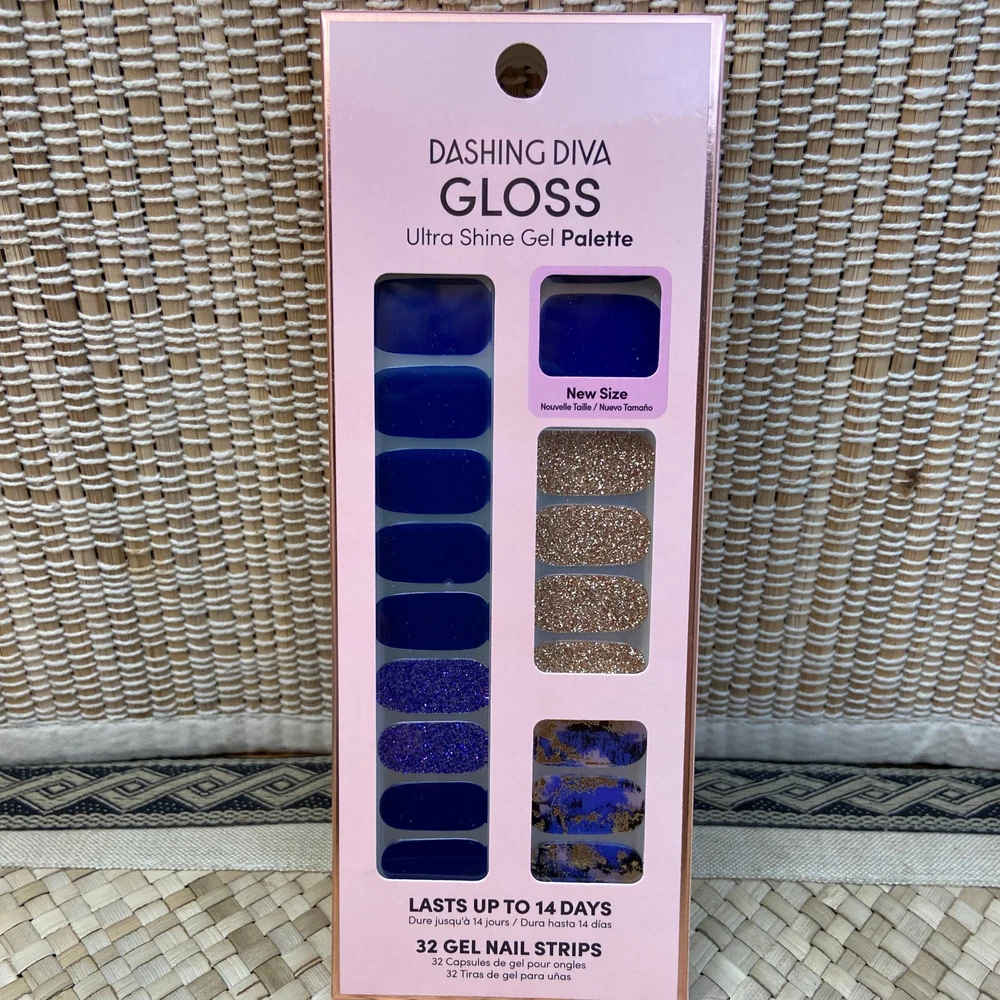 DASHING DIVA
GLOSS
Ultra Shine Gel Palette
New Size
Nouvelle Taille / Nuevo Tamaño
LASTS UP TO 14 DAYS
Dure jusqu'à 14 jours / Dura hasta 14 días
32 GEL NAIL STRIPS
32 Capsules de gel pour ongles
32 Tiras de gel para uñas